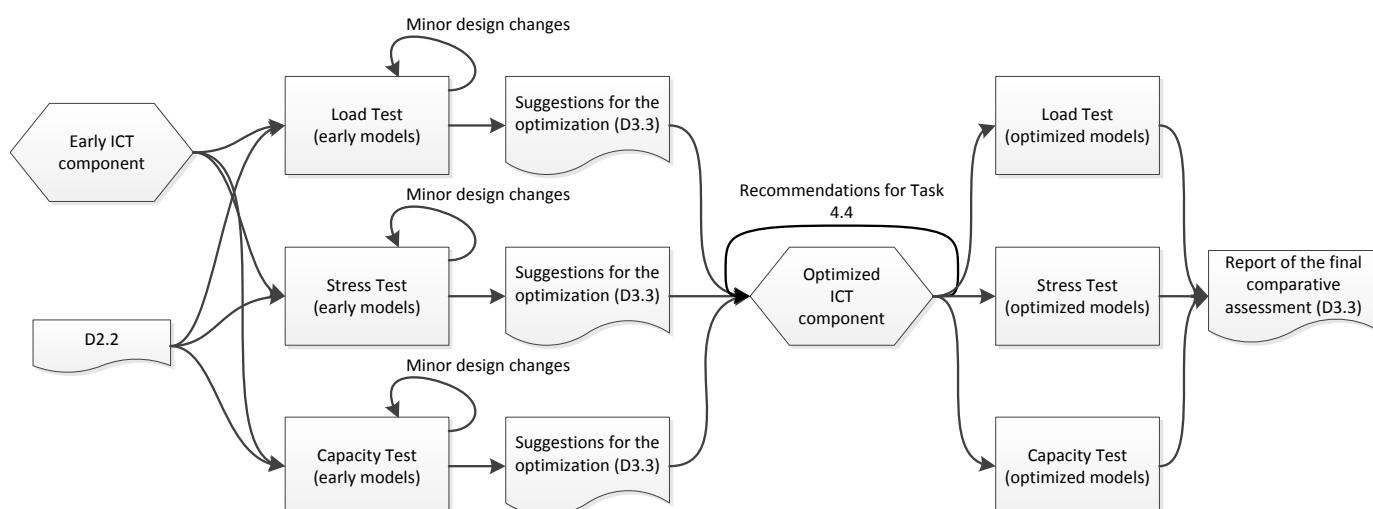 Minor design changes
Early ICT
component
D2.2
Load Test
(early models)
Suggestions for the
optimization (D3.3)
Minor design changes
Stress Test
(early models)
Suggestions for the
optimization (D3.3)
Minor design changes
Capacity Test
(early models)
Suggestions for the
optimization (D3.3)
Recommendations for Task
4.4
Optimized
ICT
component
Load Test
(optimized models)
Stress Test
(optimized models)
Capacity Test
(optimized models)
Report of the final
comparative
assessment (D3.3)